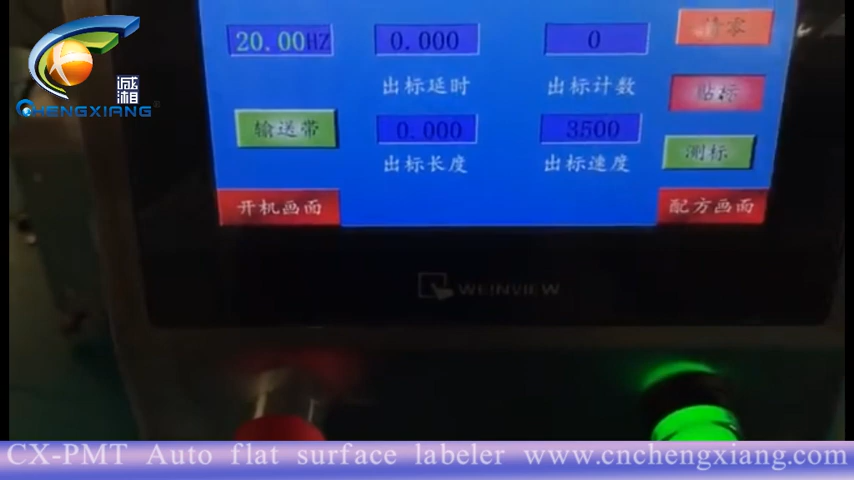 20.00HZ 0.000 0 清零
诚湘
CHENGXIANG®
出标延时 出标计数 贴标
输送带 0.000 3500 测标
出标长度 出标速度
开机画面 配方画面
WEINVIEW
CX-PMT Auto flat surface labeler www.cnchengxiang.com